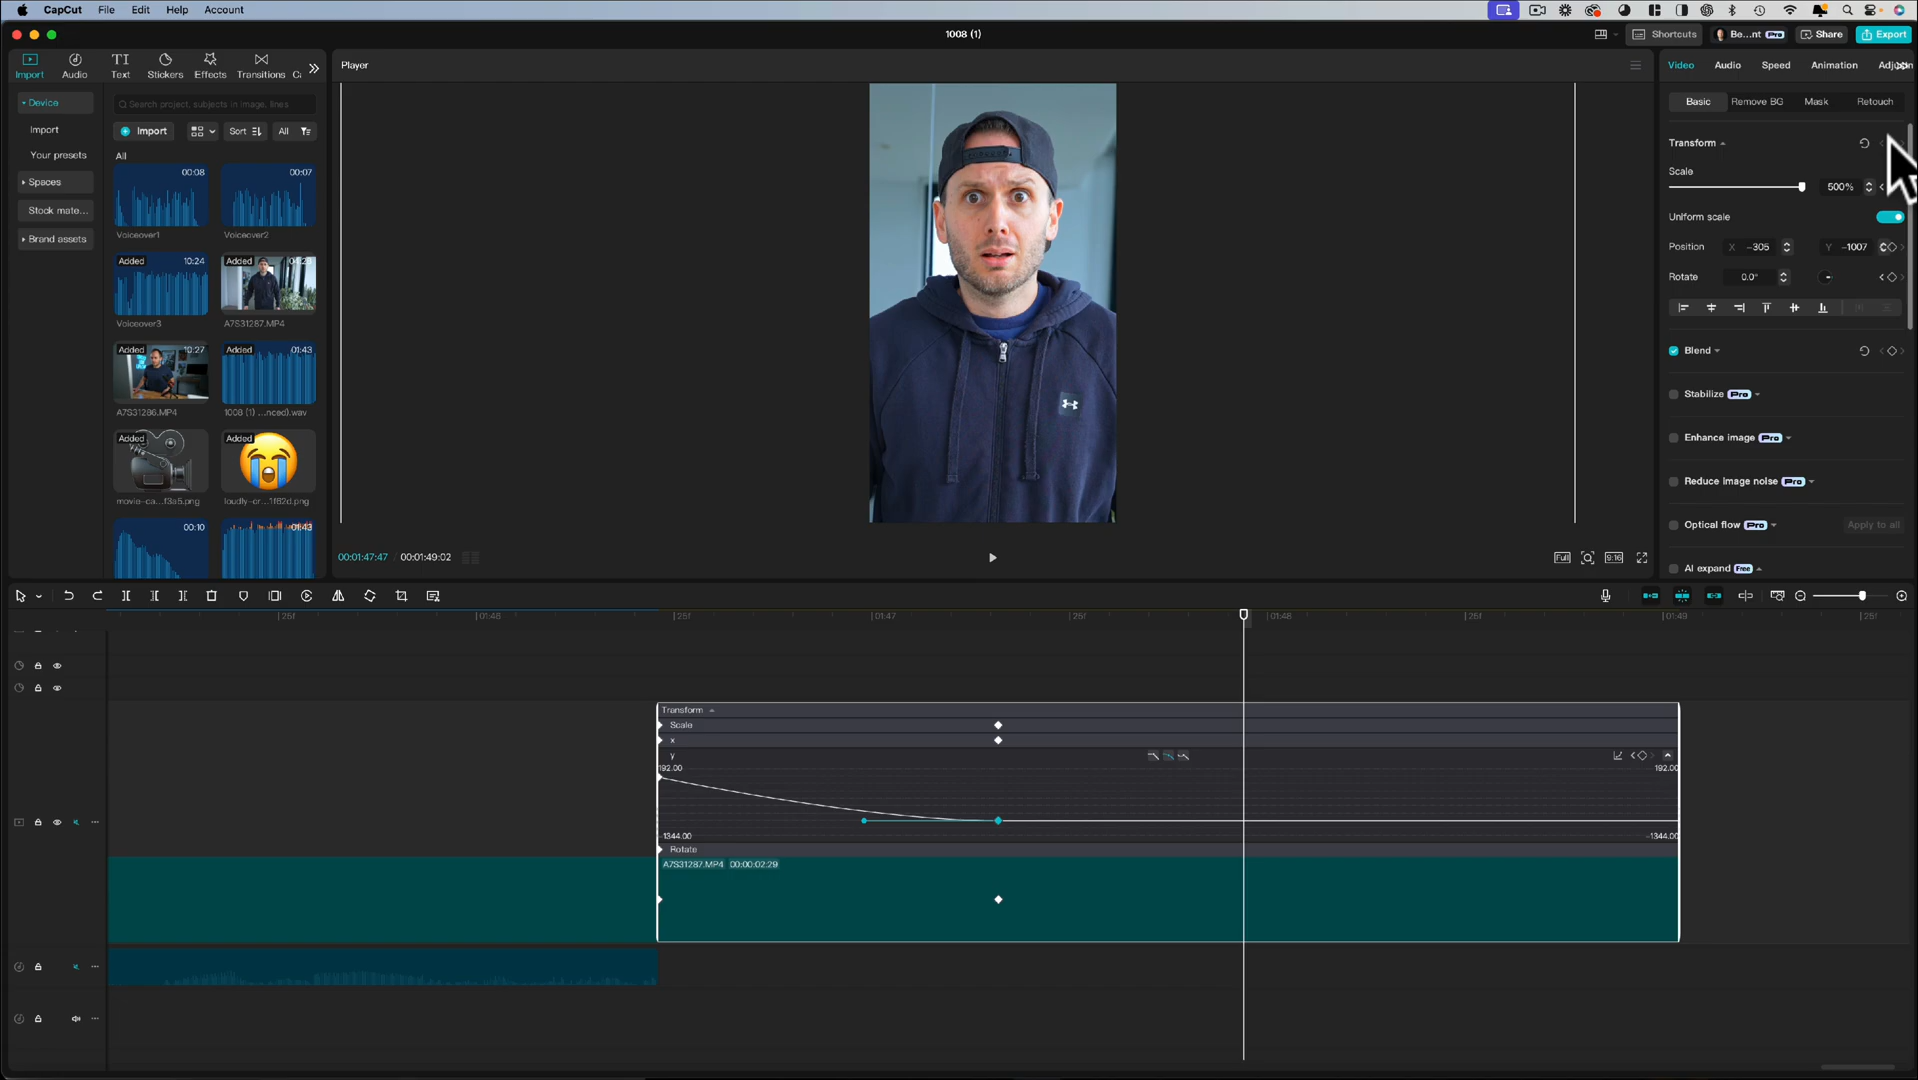 CapCut File Edit Help Account
1008 (1)
Shortcuts Be...nt Pro Share Export
Import Audio Text Stickers Effects Transitions
Player
Video Audio Speed Animation
Device
Search project, subjects in image, lines
Basic Remove BG Mask Retouch
Import
Import Sort All
Your presets
All
Spaces
Stock mate...
Brand assets
00:08 00:07
Voiceover1 Voiceover2
Added 10:24 Added 04:23
Voiceover3 A7S31287.MP4
Added 10:27 Added 01:43
A7S31286.MP4 1008 (1) ...nced).wav
Added Added
movie-ca...f3a5.png loudly-cr...1f62d.png
00:10 01:43
Transform
Scale
500%
Uniform scale
Position X -305 Y -1007
Rotate 0.0°
Blend
Stabilize Pro
Enhance image Pro
Reduce image noise Pro
Optical flow Pro Apply to all
AI expand Free
00:01:47:47 / 00:01:49:02
Full 9:16
25f 01:48 25f 01:47 25f 01:48 25f 01:49 25f
Transform
Scale
x
y
192.00 192.00
-1344.00 -1344.00
Rotate
A7S31287.MP4 00:00:02:29